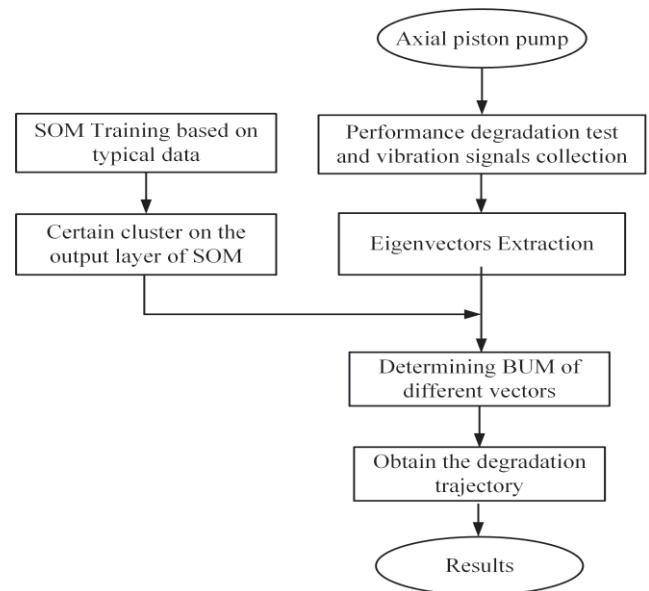 Axial piston pump
SOM Training based on
typical data
Performance degradation test
and vibration signals collection
Certain cluster on the
output layer of SOM
Eigenvectors Extraction
Determining BUM of
different vectors
Obtain the degradation
trajectory
Results